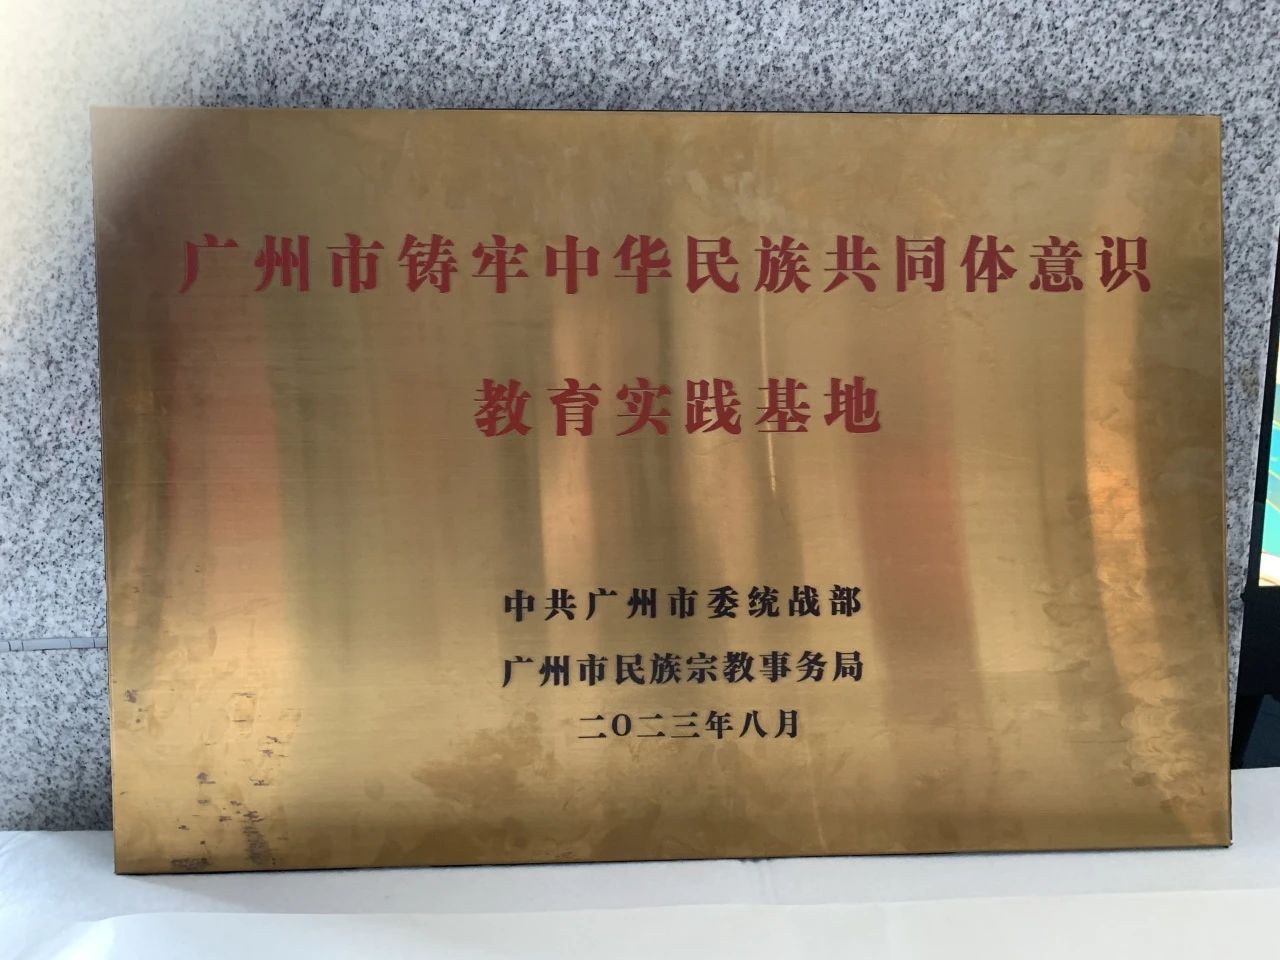 广州市铸牢中华民族共同体意识
教育实践基地
中共广州市委统战部
广州市民族宗教事务局
二〇二三年八月